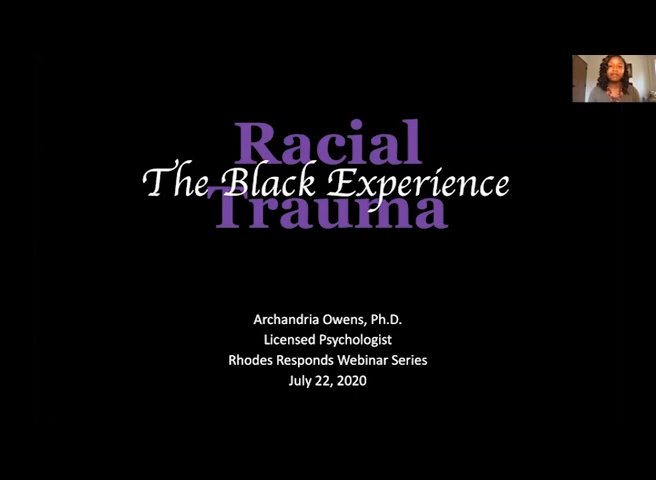 Racial
The Black Experience
Trauma
Archandria Owens, Ph.D.
Licensed Psychologist
Rhodes Responds Webinar Series
July 22, 2020